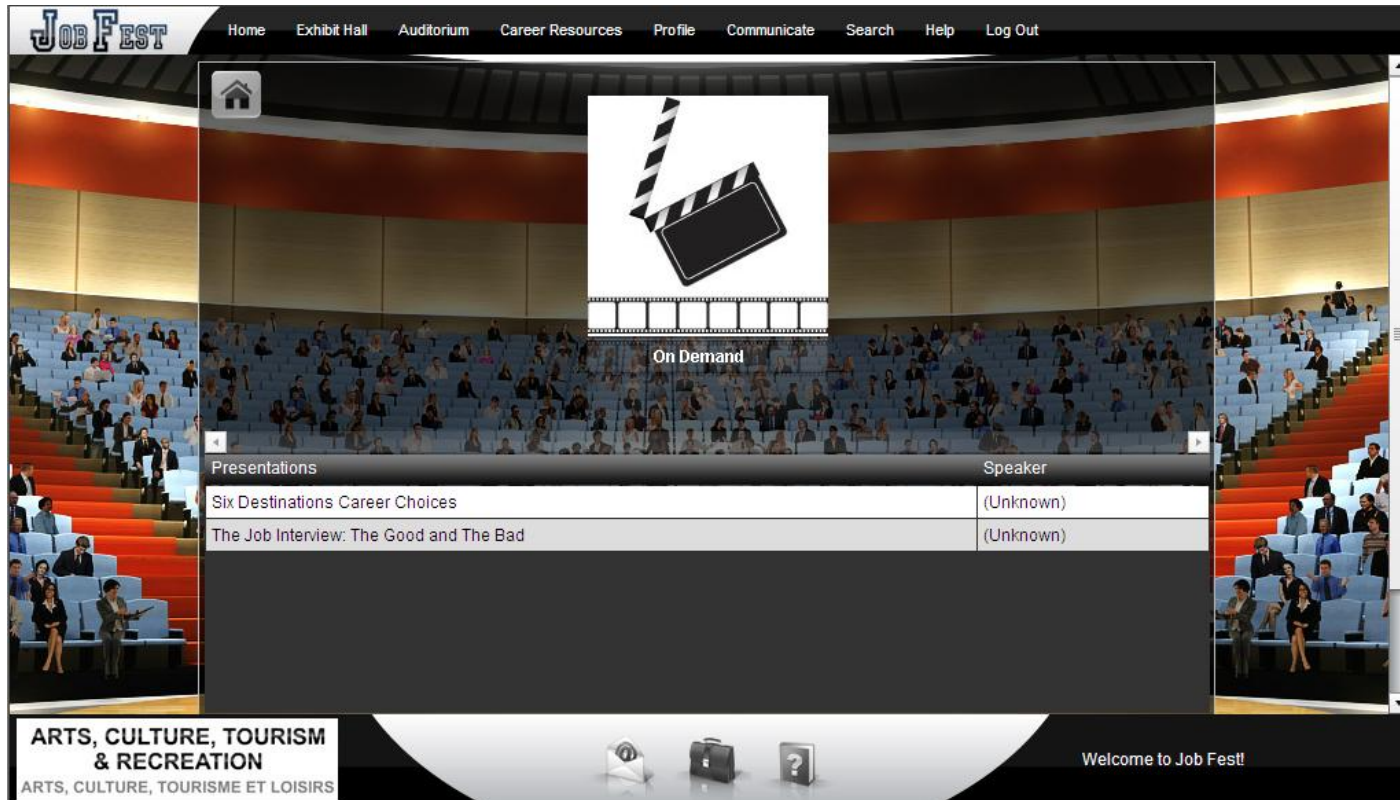 JOB FEST
Home Exhibit Hall Auditorium Career Resources Profile Communicate Search Help Log Out
On Demand
Presentations Speaker
Six Destinations Career Choices (Unknown)
The Job Interview: The Good and The Bad (Unknown)
ARTS, CULTURE, TOURISM
& RECREATION
ARTS, CULTURE, TOURISME ET LOISIRS
@
?
Welcome to Job Fest!